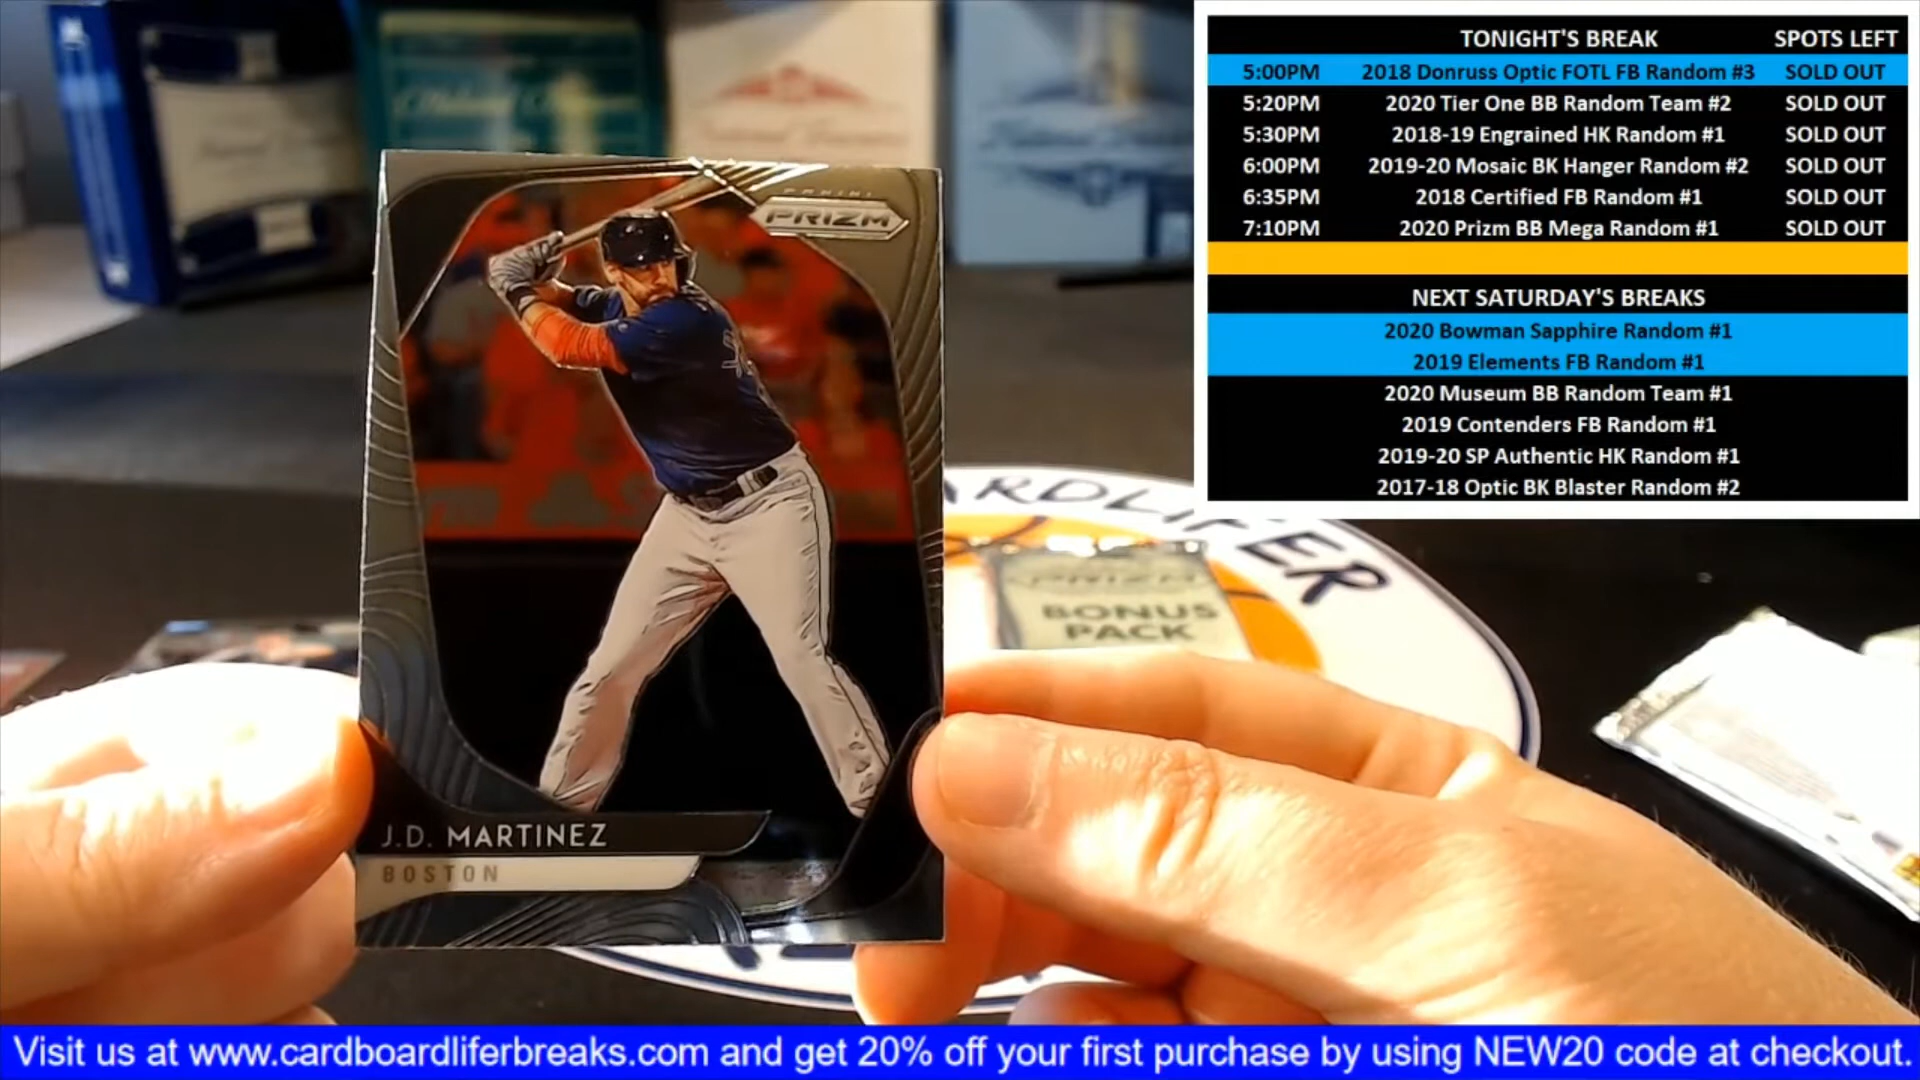 TONIGHT'S BREAK SPOTS LEFT
5:00PM 2018 Donruss Optic FOTL FB Random #3 SOLD OUT
5:20PM 2020 Tier One BB Random Team #2 SOLD OUT
5:30PM 2018-19 Engrained HK Random #1 SOLD OUT
6:00PM 2019-20 Mosaic BK Hanger Random #2 SOLD OUT
6:35PM 2018 Certified FB Random #1 SOLD OUT
7:10PM 2020 Prizm BB Mega Random #1 SOLD OUT
NEXT SATURDAY'S BREAKS
2020 Bowman Sapphire Random #1
2019 Elements FB Random #1
2020 Museum BB Random Team #1
2019 Contenders FB Random #1
2019-20 SP Authentic HK Random #1
2017-18 Optic BK Blaster Random #2
PANINI
PRIZM
J.D. MARTINEZ
BOSTON
PRIZM
BONUS
PACK
Visit us at www.cardboardliferbreaks.com and get 20% off your first purchase by using NEW20 code at checkout.